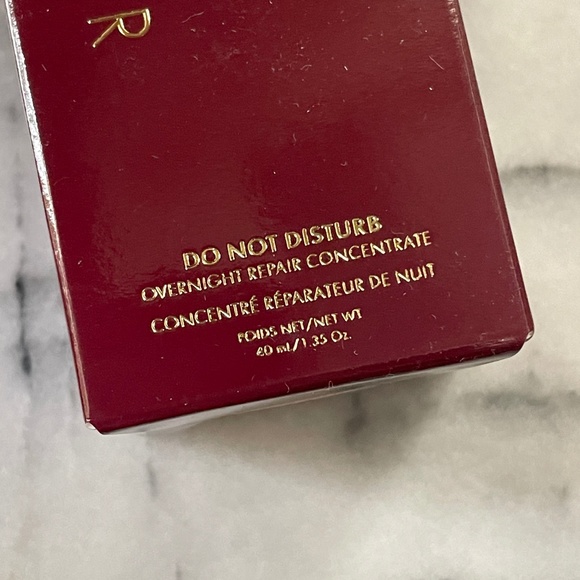 R
DO NOT DISTURB
OVERNIGHT REPAIR CONCENTRATE
CONCENTRÉ RÉPARATEUR DE NUIT
POIDS NET/NET WT
40 ml/1.35 Oz.